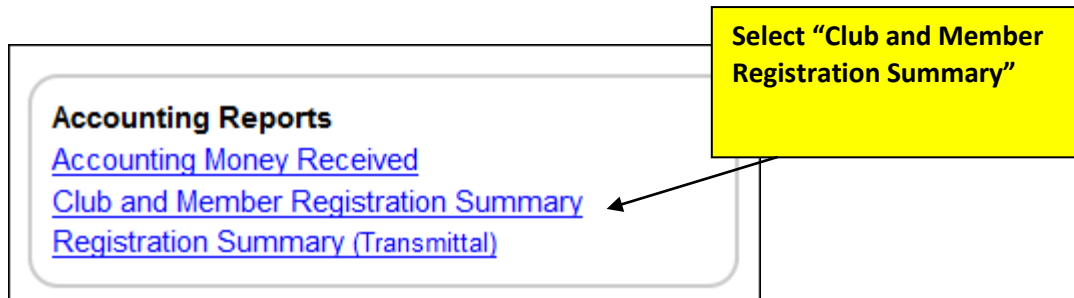 Select “Club and Member
Registration Summary”
Accounting Reports
Accounting Money Received
Club and Member Registration Summary
Registration Summary (Transmittal)